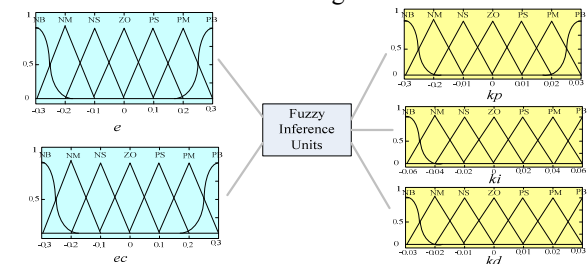 1
NB NM NS ZO PS PM PB
0,5
0
-0,3 -0,2 -0,1 0 0,1 0,2 0,3
e
1
NB NM NS ZO PS PM PB
0,5
-0,3 -0,2 -0,1 0 0,1 0,2 0,3
ec
Fuzzy
Inference
Units
1
NB NM NS ZO PS PM PB
0,5
0
-0,03 -0,02 -0,01 0 0,01 0,02 0,03
kp
1
NB NM NS ZO PS PM PB
0,5
0
-0,06 -0,04 -0,02 0 0,02 0,04 0,06
ki
1
NB NM NS ZO PS PM PB
0,5
0
-0,03 -0,02 -0,01 0 0,01 0,02 0,03
kd